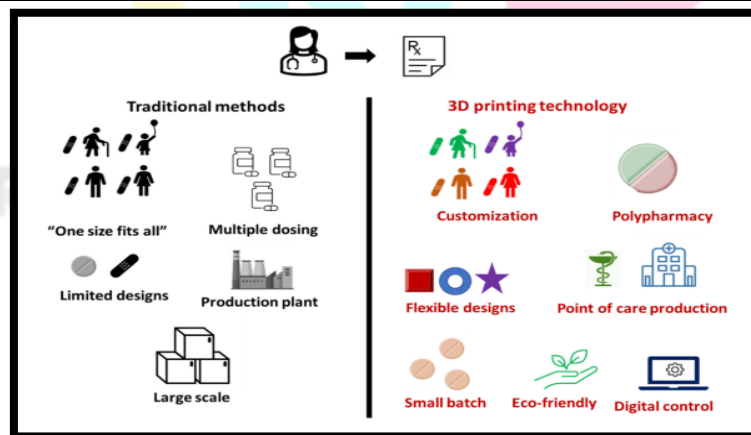 Rx
Traditional methods
3D printing technology
"One size fits all"
Multiple dosing
Customization
Polypharmacy
Limited designs
Production plant
Flexible designs
Point of care production
Large scale
Small batch
Eco-friendly
Digital control